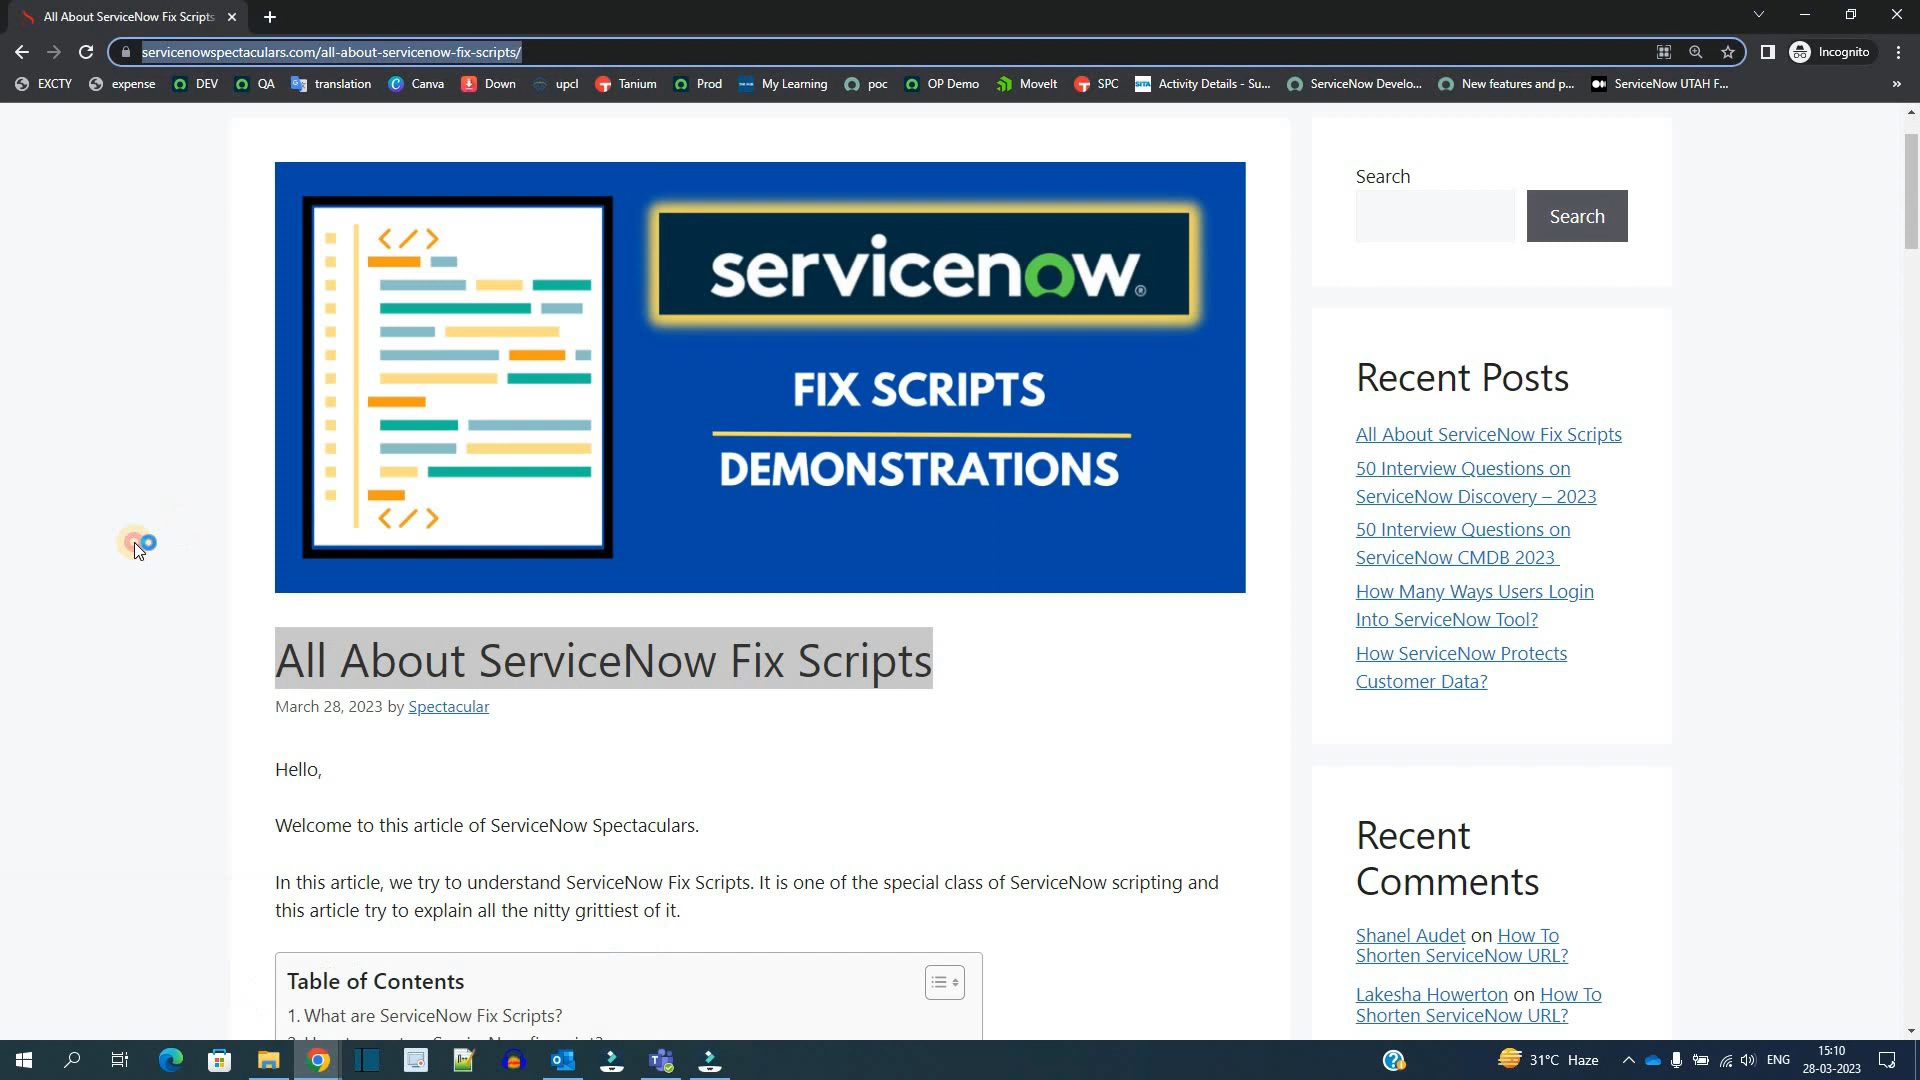 All About ServiceNow Fix Scripts
servicenowspectaculars.com/all-about-servicenow-fix-scripts/
Incognito
EXCTY
expense
DEV
QA
translation
Canva
Down
upcl
Tanium
Prod
My Learning
poc
OP Demo
MoveIt
SPC
Activity Details - Su...
ServiceNow Develo...
New features and p...
ServiceNow UTAH F...
servicenow®
FIX SCRIPTS
DEMONSTRATIONS
All About ServiceNow Fix Scripts
March 28, 2023 by Spectacular
Hello,
Welcome to this article of ServiceNow Spectaculars.
In this article, we try to understand ServiceNow Fix Scripts. It is one of the special class of ServiceNow scripting and
this article try to explain all the nitty grittiest of it.
Table of Contents
1. What are ServiceNow Fix Scripts?
Search
Search
Recent Posts
All About ServiceNow Fix Scripts
50 Interview Questions on
ServiceNow Discovery – 2023
50 Interview Questions on
ServiceNow CMDB 2023
How Many Ways Users Login
Into ServiceNow Tool?
How ServiceNow Protects
Customer Data?
Recent
Comments
Shanel Audet on How To
Shorten ServiceNow URL?
Lakesha Howerton on How To
Shorten ServiceNow URL?
31°C Haze
ENG
15:10
28-03-2023